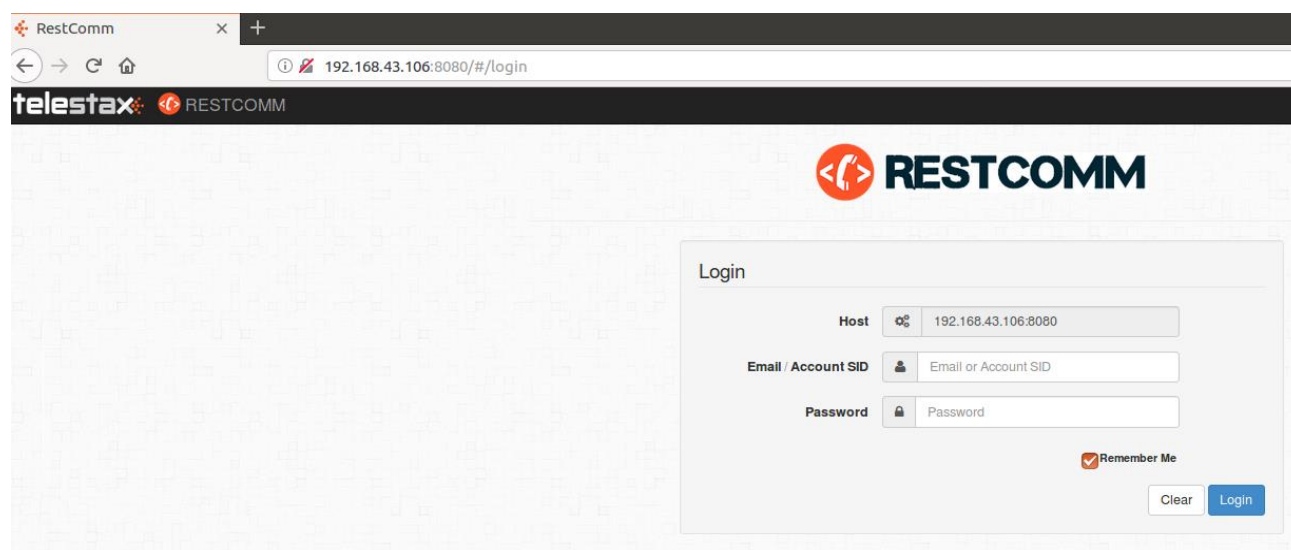 RestComm
192.168.43.106:8080/#/login
telestax RESTCOMM
RESTCOMM
Login
Host 192.168.43.106:8080
Email / Account SID Email or Account SID
Password Password
Remember Me
Clear Login